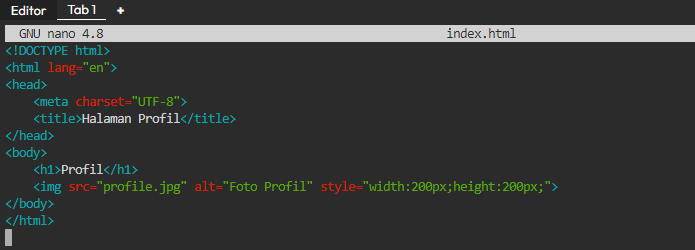 Editor Tab 1 +
GNU nano 4.8 index.html
<!DOCTYPE html>
<html lang="en">
<head>
    <meta charset="UTF-8">
    <title>Halaman Profil</title>
</head>
<body>
    <h1>Profil</h1>
    <img src="profile.jpg" alt="Foto Profil" style="width:200px;height:200px;">
</body>
</html>